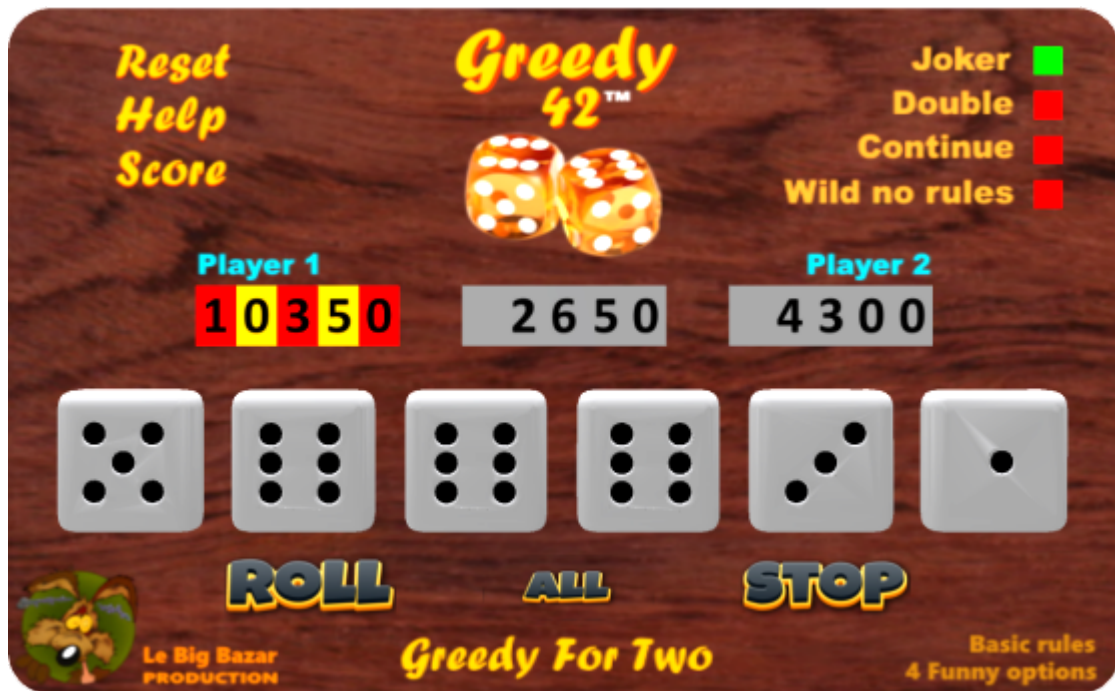 Reset
Help
Score
Greedy
42™
Joker
Double
Continue
Wild no rules
Player 1
Player 2
10350
2650
4300
ROLL
ALL
STOP
Le Big Bazar
PRODUCTION
Greedy For Two
Basic rules
4 Funny options